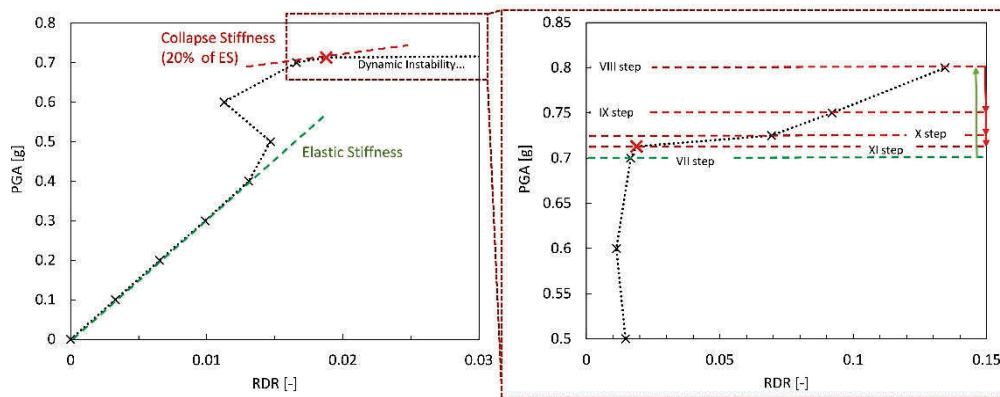 0.8
0.7
0.6
0.5
0.4
0.3
0.2
0.1
0
PGA [g]
Collapse Stiffness
(20% of ES)
Dynamic Instability...
Elastic Stiffness
0
0.01
0.02
0.03
RDR [-]
0.85
0.8
0.75
0.7
0.65
0.6
0.55
0.5
PGA [g]
VIII step
IX step
X step
XI step
VII step
0
0.05
0.1
0.15
RDR [-]